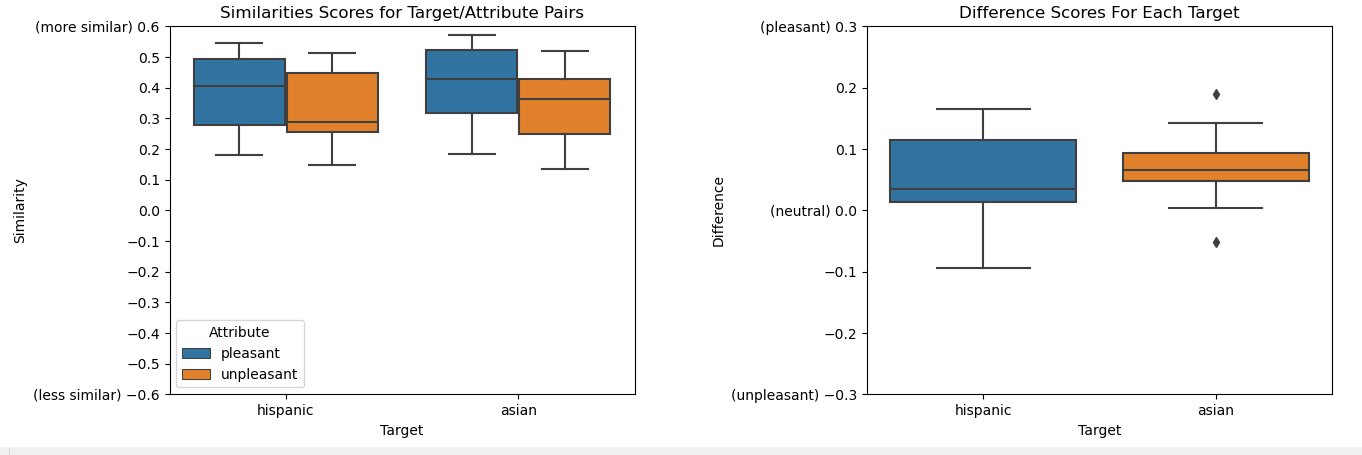 Similarities Scores for Target/Attribute Pairs
(more similar) 0.6
0.5
0.4
0.3
0.2
0.1
0.0
−0.1
−0.2
−0.3
−0.4
−0.5
(less similar) −0.6
Similarity
Attribute
pleasant
unpleasant
hispanic asian
Target
Difference Scores For Each Target
(pleasant) 0.3
0.2
0.1
(neutral) 0.0
−0.1
−0.2
(unpleasant) −0.3
Difference
hispanic asian
Target